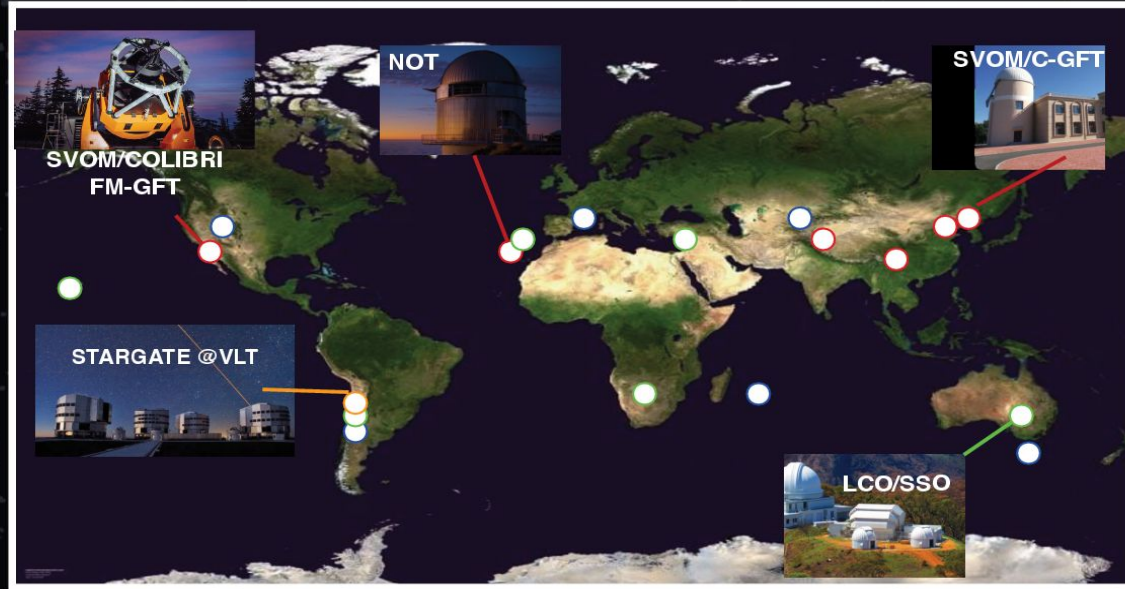 NOT
SVOM/C-GFT
SVOM/COLIBRI
FM-GFT
STARGATE @VLT
LCO/SSO